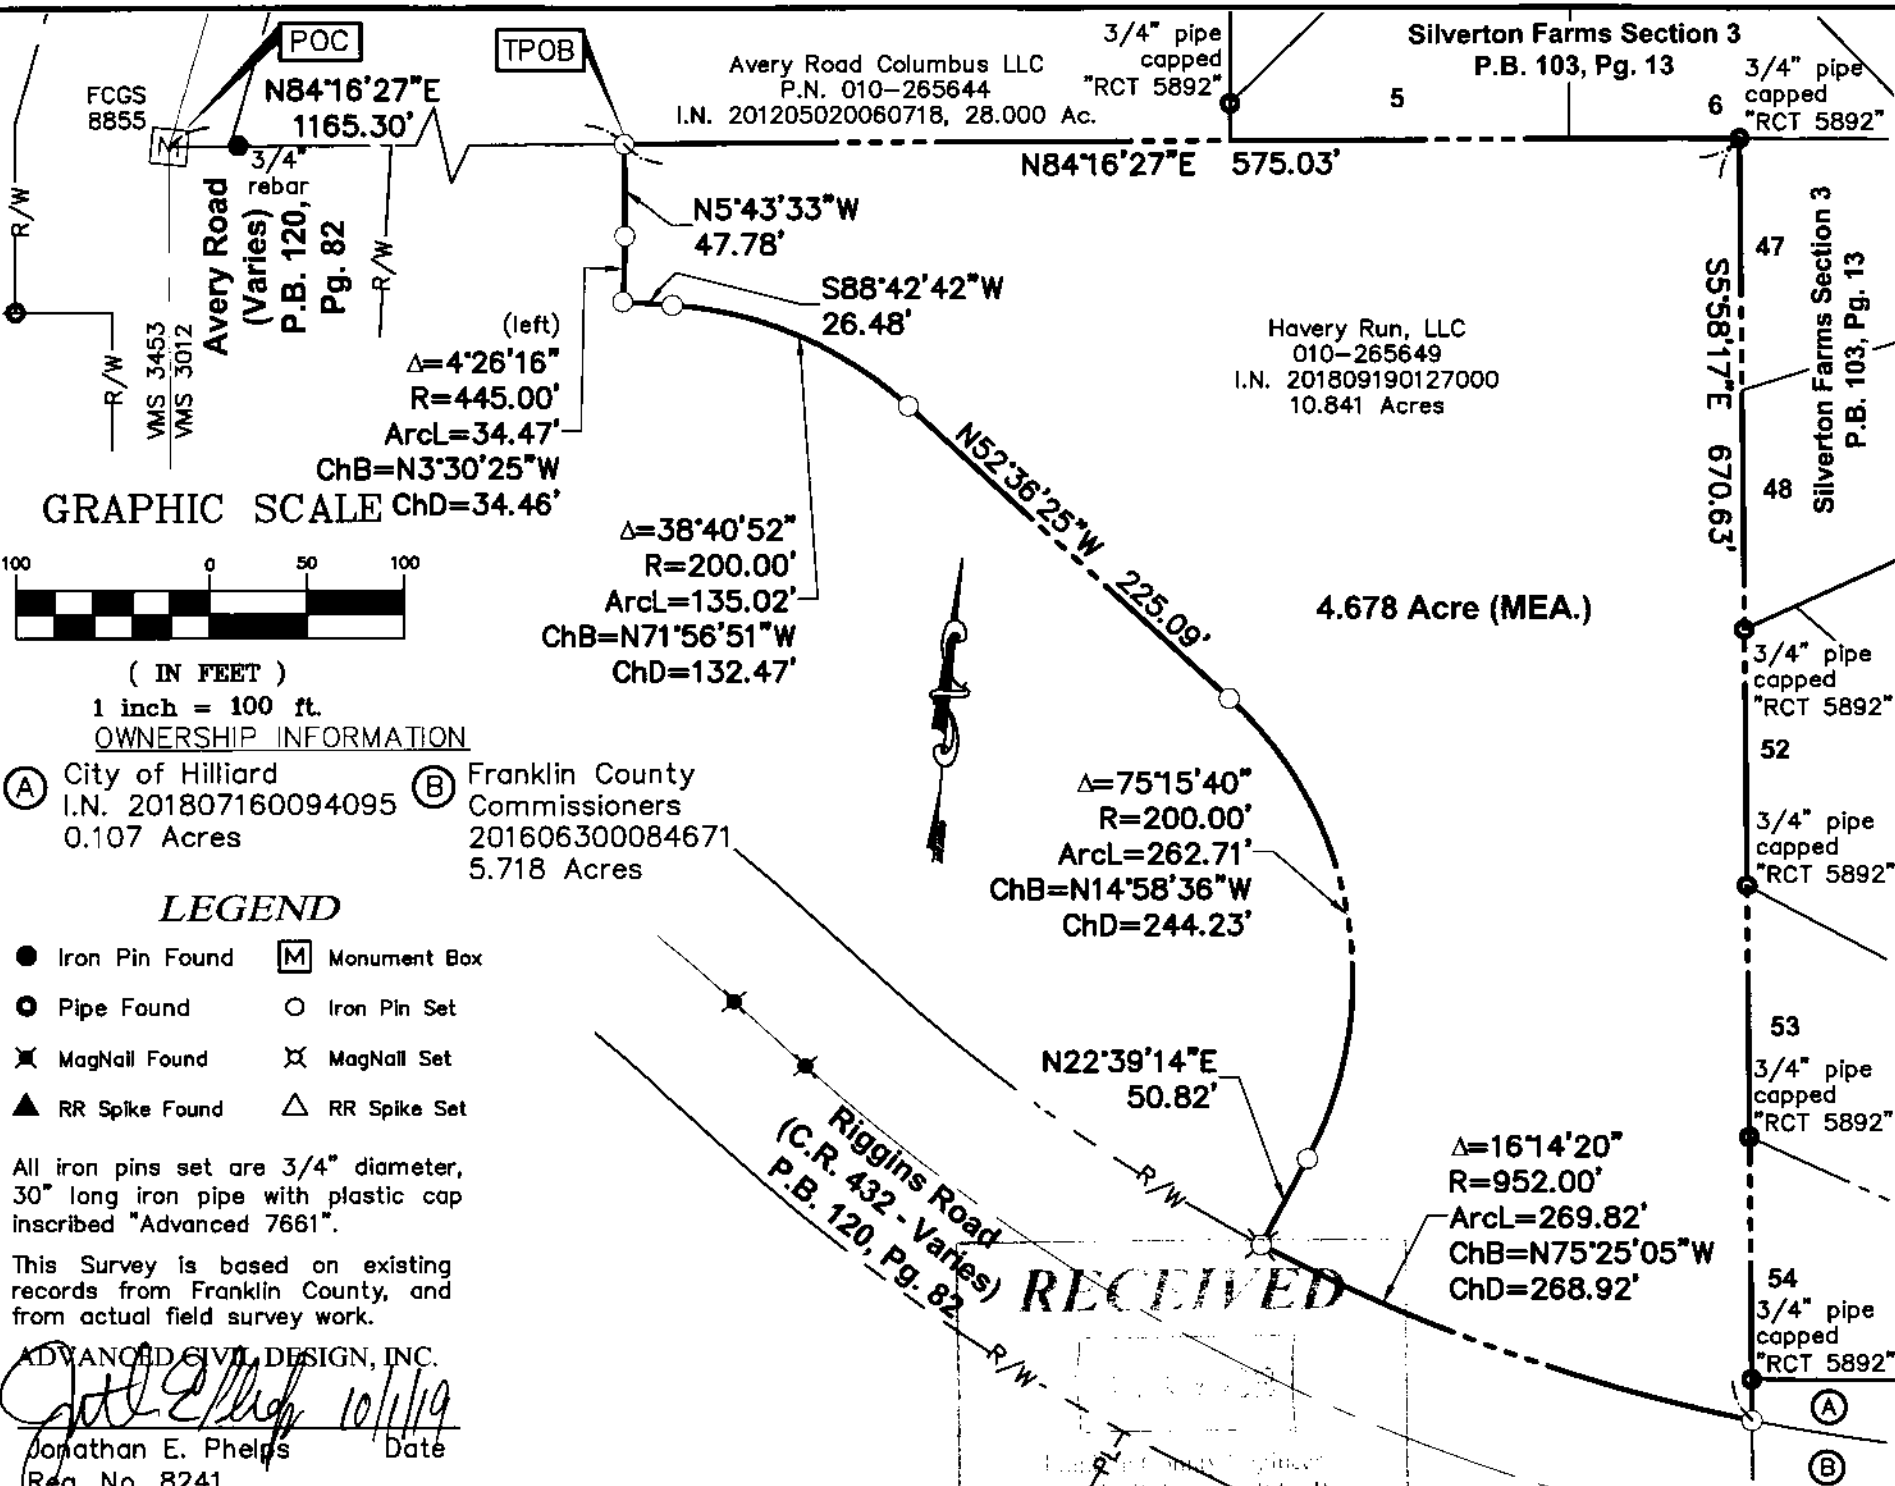 POC
N84°16'27"E
1165.30'
FCGS
8855
M
3/4"
rebar
TPOB
Avery Road Columbus LLC
P.N. 010-265644
I.N. 201205020060718, 28.000 Ac.
3/4" pipe
capped
"RCT 5892"
Silverton Farms Section 3
P.B. 103, Pg. 13
5
6
3/4" pipe
capped
"RCT 5892"
N84°16'27"E 575.03'
R/W
R/W
R/W
Avery Road
(Varies)
P.B. 120,
Pg. 82
VMS 3453
VMS 3012
N5°43'33"W
47.78'
S88°42'42"W
26.48'
(left)
Δ=4°26'16"
R=445.00'
ArcL=34.47'
ChB=N3°30'25"W
ChD=34.46'
Havery Run, LLC
010-265649
I.N. 201809190127000
10.841 Acres
S5°58'17"E 670.63'
47
Silverton Farms Section 3
P.B. 103, Pg. 13
48
GRAPHIC SCALE
100 0 50 100
( IN FEET )
1 inch = 100 ft.
Δ=38°40'52"
R=200.00'
ArcL=135.02'
ChB=N71°56'51"W
ChD=132.47'
N52°36'25"W 225.09'
4.678 Acre (MEA.)
3/4" pipe
capped
"RCT 5892"
52
OWNERSHIP INFORMATION
A City of Hilliard
I.N. 201807160094095
0.107 Acres
B Franklin County
Commissioners
201606300084671
5.718 Acres
Δ=75°15'40"
R=200.00'
ArcL=262.71'
ChB=N14°58'36"W
ChD=244.23'
3/4" pipe
capped
"RCT 5892"
53
LEGEND
Iron Pin Found
M Monument Box
Pipe Found
Iron Pin Set
MagNail Found
MagNail Set
RR Spike Found
RR Spike Set
N22°39'14"E
50.82'
3/4" pipe
capped
"RCT 5892"
Riggins Road
(C.R. 432 - Varies)
P.B. 120, Pg. 82
R/W
R/W
Δ=16°14'20"
R=952.00'
ArcL=269.82'
ChB=N75°25'05"W
ChD=268.92'
54
3/4" pipe
capped
"RCT 5892"
A
B
All iron pins set are 3/4" diameter,
30" long iron pipe with plastic cap
inscribed "Advanced 7661".
This Survey is based on existing
records from Franklin County, and
from actual field survey work.
ADVANCED CIVIL DESIGN, INC.
10/1/19
Jonathan E. Phelps Date
Reg. No. 8241
RECEIVED